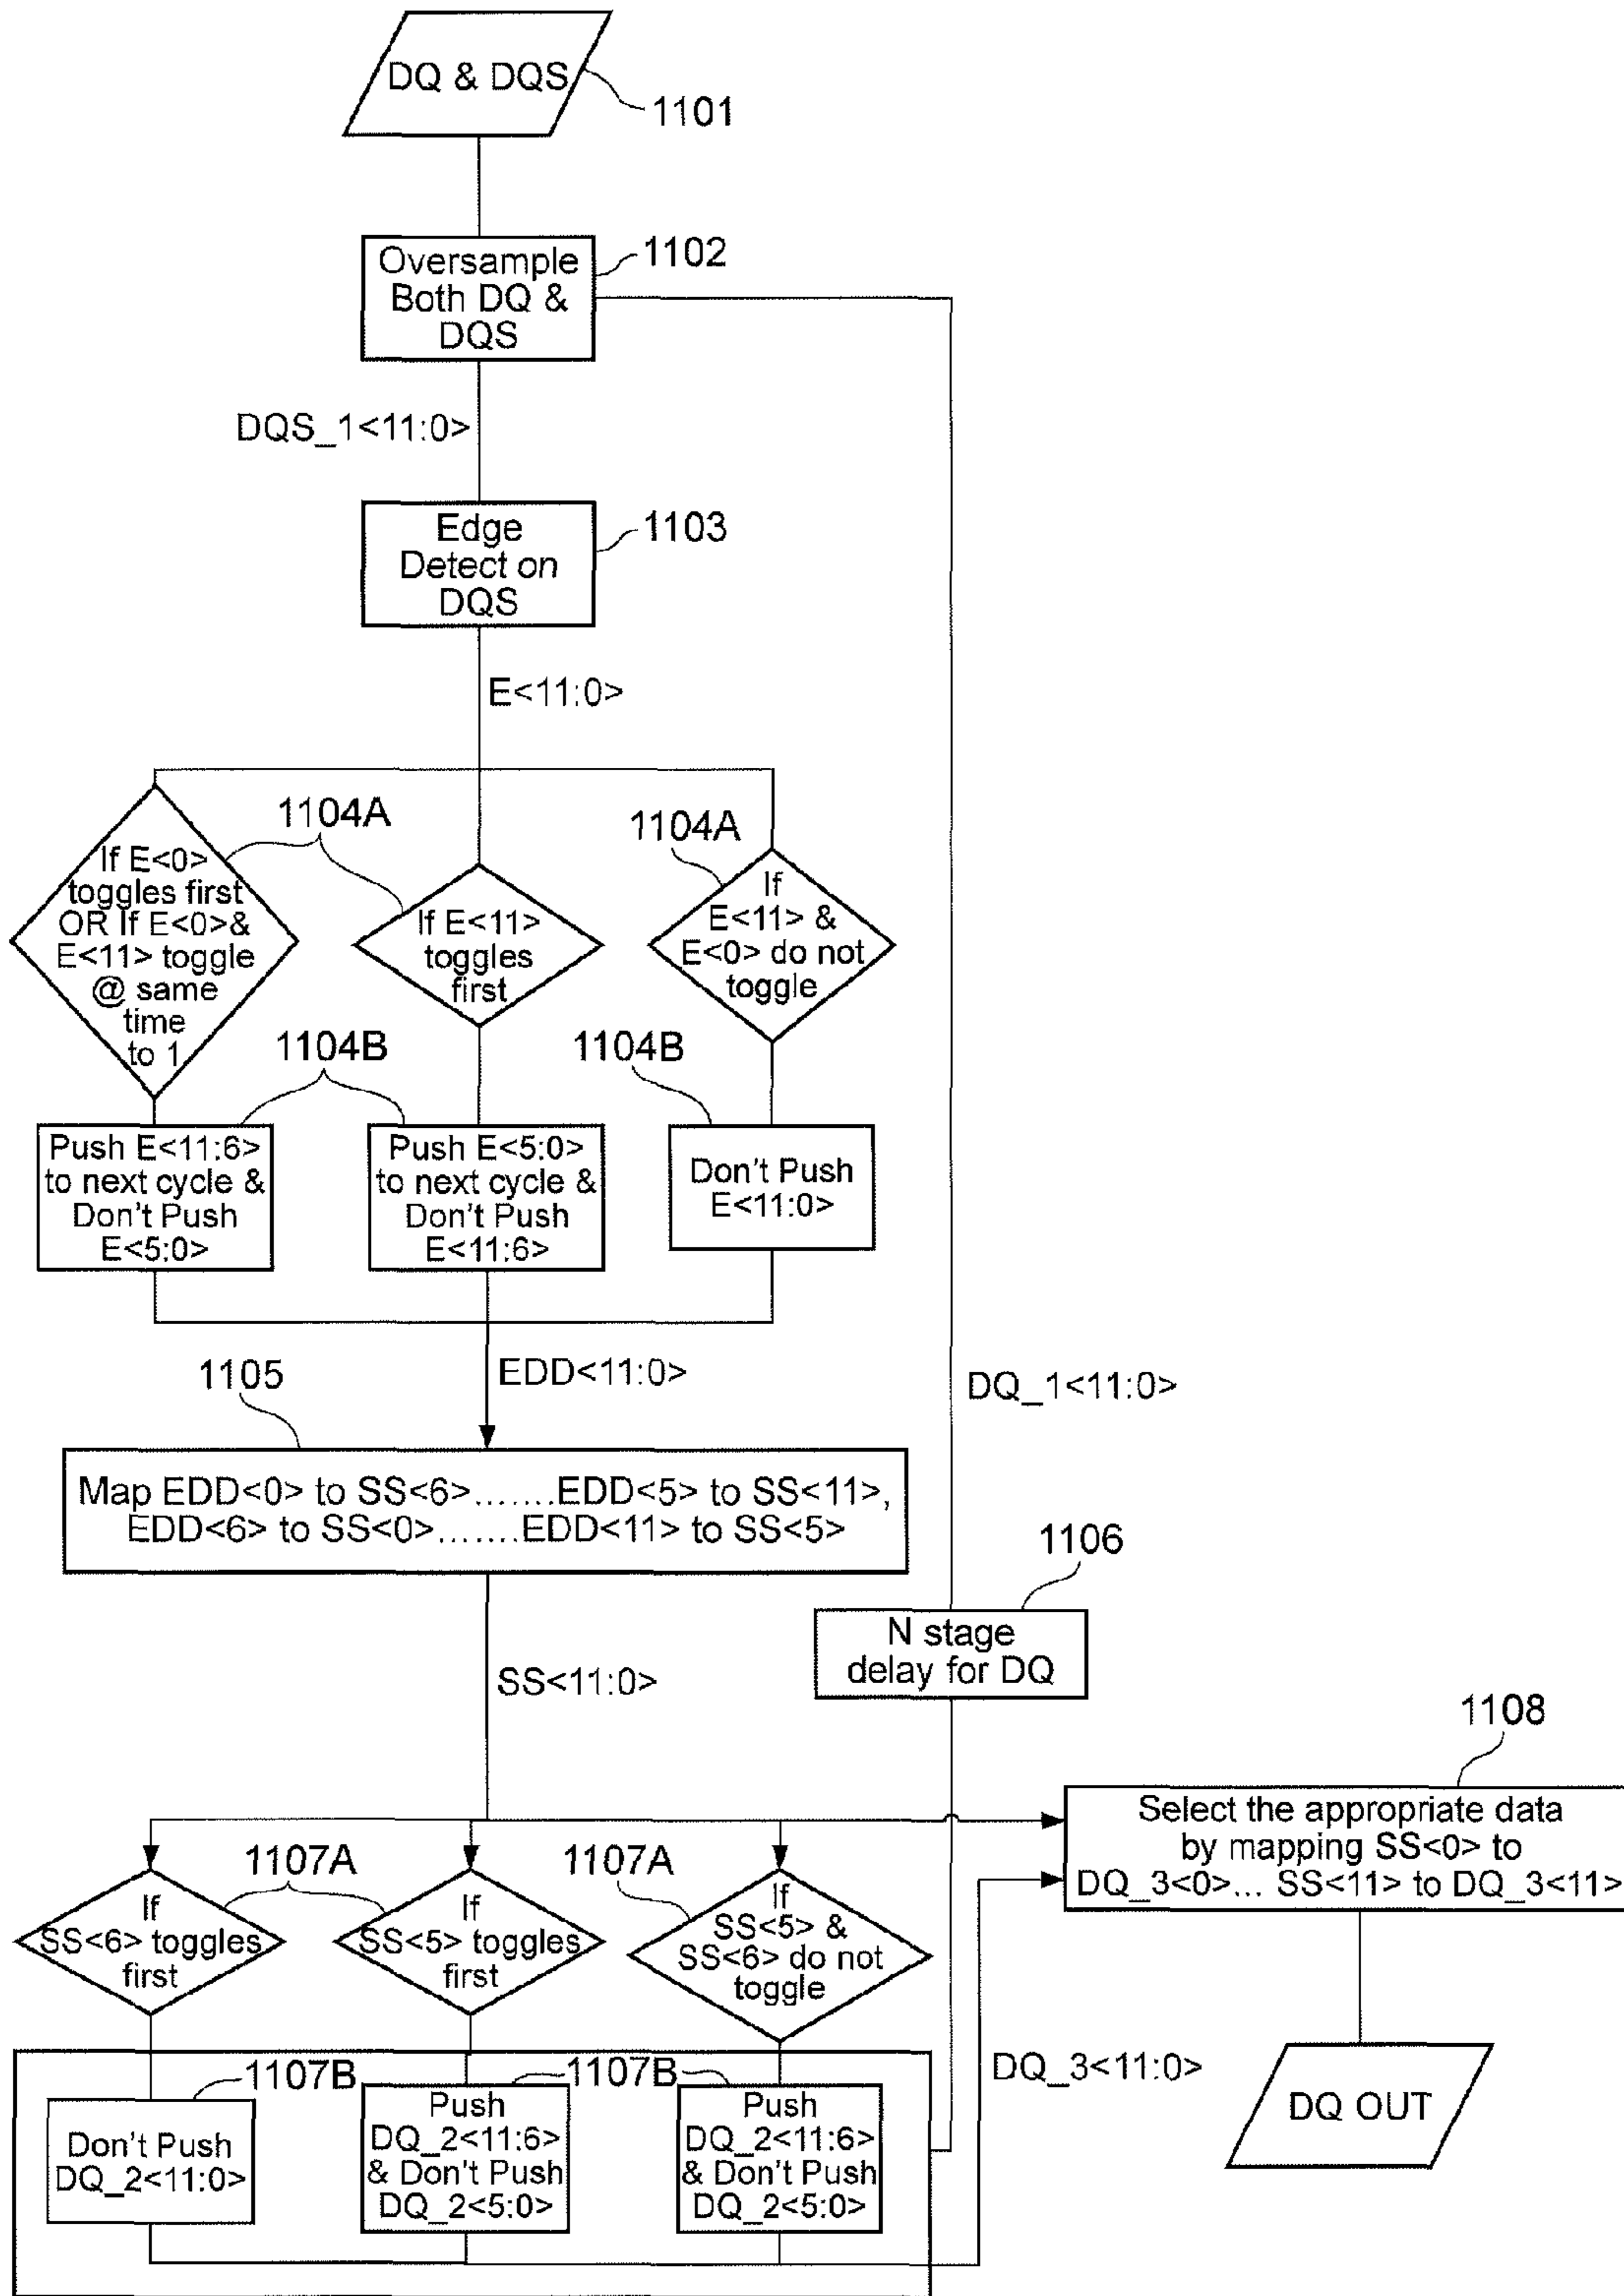 DQ & DQS
1101
Oversample
Both DQ &
DQS
1102
DQS_1<11:0>
Edge
Detect on
DQS
1103
E<11:0>
1104A
1104A
If E<0>
toggles first
OR If E<0>&
E<11> toggle
@ same
time
to 1
If E<11>
toggles
first
If
E<11> &
E<0> do not
toggle
1104B
1104B
Push E<11:6>
to next cycle &
Don't Push
E<5:0>
Push E<5:0>
to next cycle &
Don't Push
E<11:6>
Don't Push
E<11:0>
1105
EDD<11:0>
DQ_1<11:0>
Map EDD<0> to SS<6>.......EDD<5> to SS<11>,
EDD<6> to SS<0>.......EDD<11> to SS<5>
1106
N stage
delay for DQ
SS<11:0>
1108
Select the appropriate data
by mapping SS<0> to
DQ_3<0>... SS<11> to DQ_3<11>
1107A
1107A
If
SS<6> toggles
first
If
SS<5> toggles
first
If
SS<5> &
SS<6> do not
toggle
1107B
1107B
DQ_3<11:0>
Don't Push
DQ_2<11:0>
Push
DQ_2<11:6>
& Don't Push
DQ_2<5:0>
Push
DQ_2<11:6>
& Don't Push
DQ_2<5:0>
DQ OUT